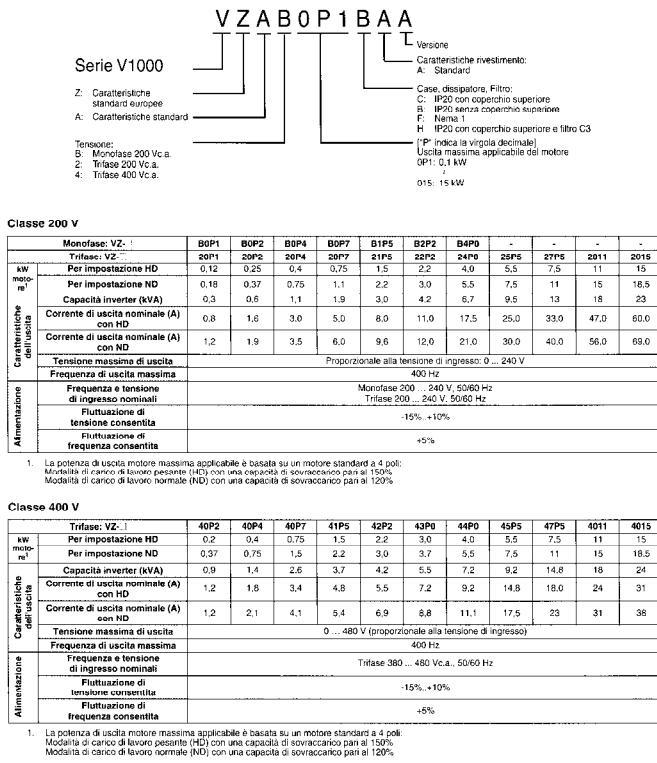 VZAB0P1BAA
Versione
Caratteristiche rivestimento:
A: Standard
Serie V1000
Z: Caratteristiche
standard europee
A: Caratteristiche standard
Case, dissipatore, Filtro:
C: IP20 con coperchio superiore
B: IP20 senza coperchio superiore
F: Nema 1
H IP20 con coperchio superiore e filtro C3
Tensione:
B: Monofase 200 Vc.a.
2: Trifase 200 Vc.a.
4: Trifase 400 Vc.a.
["P" indica la virgola decimale]
Uscita massima applicabile del motore
0P1: 0,1 kW
015: 15 kW
Classe 200 V
Monofase: VZ- B0P1 B0P2 B0P4 B0P7 B1P5 B2P2 B4P0 - - - -
Trifase: VZ- 20P1 20P2 20P4 20P7 21P5 22P2 24P0 25P5 27P5 2011 2015
kW moto-re¹ Per impostazione HD 0,12 0,25 0,4 0,75 1,5 2,2 4,0 5,5 7,5 11 15
Per impostazione ND 0,18 0,37 0,75 1,1 2,2 3,0 5,5 7,5 11 15 18,5
Caratteristiche dell'uscita
Capacità inverter (kVA) 0,3 0,6 1,1 1,9 3,0 4,2 6,7 9,5 13 18 23
Corrente di uscita nominale (A)
con HD 0,8 1,6 3,0 5,0 8,0 11,0 17,5 25,0 33,0 47,0 60,0
Corrente di uscita nominale (A)
con ND 1,2 1,9 3,5 6,0 9,6 12,0 21,0 30,0 40,0 56,0 69,0
Tensione massima di uscita Proporzionale alla tensione di ingresso: 0 ... 240 V
Frequenza di uscita massima 400 Hz
Alimentazione
Frequenza e tensione Monofase 200 ... 240 V, 50/60 Hz
di ingresso nominali Trifase 200 ... 240 V, 50/60 Hz
Fluttuazione di
tensione consentita -15%..+10%
Fluttuazione di
frequenza consentita +5%
1. La potenza di uscita motore massima applicabile è basata su un motore standard a 4 poli:
Modalità di carico di lavoro pesante (HD) con una capacità di sovraccarico pari al 150%
Modalità di carico di lavoro normale (ND) con una capacità di sovraccarico pari al 120%
Classe 400 V
Trifase: VZ- 40P2 40P4 40P7 41P5 42P2 43P0 44P0 45P5 47P5 4011 4015
kW moto-re¹ Per impostazione HD 0,2 0,4 0,75 1,5 2,2 3,0 4,0 5,5 7,5 11 15
Per impostazione ND 0,37 0,75 1,5 2,2 3,0 3,7 5,5 7,5 11 15 18,5
Caratteristiche dell'uscita
Capacità inverter (kVA) 0,9 1,4 2,6 3,7 4,2 5,5 7,2 9,2 14,8 18 24
Corrente di uscita nominale (A)
con HD 1,2 1,8 3,4 4,8 5,5 7,2 9,2 14,8 18,0 24 31
Corrente di uscita nominale (A)
con ND 1,2 2,1 4,1 5,4 6,9 8,8 11,1 17,5 23 31 38
Tensione massima di uscita 0 ... 480 V (proporzionale alla tensione di ingresso)
Frequenza di uscita massima 400 Hz
Alimentazione
Frequenza e tensione
di ingresso nominali Trifase 380 ... 480 Vc.a., 50/60 Hz
Fluttuazione di
tensione consentita -15%..+10%
Fluttuazione di
frequenza consentita +5%
1. La potenza di uscita motore massima applicabile è basata su un motore standard a 4 poli:
Modalità di carico di lavoro pesante (HD) con una capacità di sovraccarico pari al 150%
Modalità di carico di lavoro normale (ND) con una capacità di sovraccarico pari al 120%